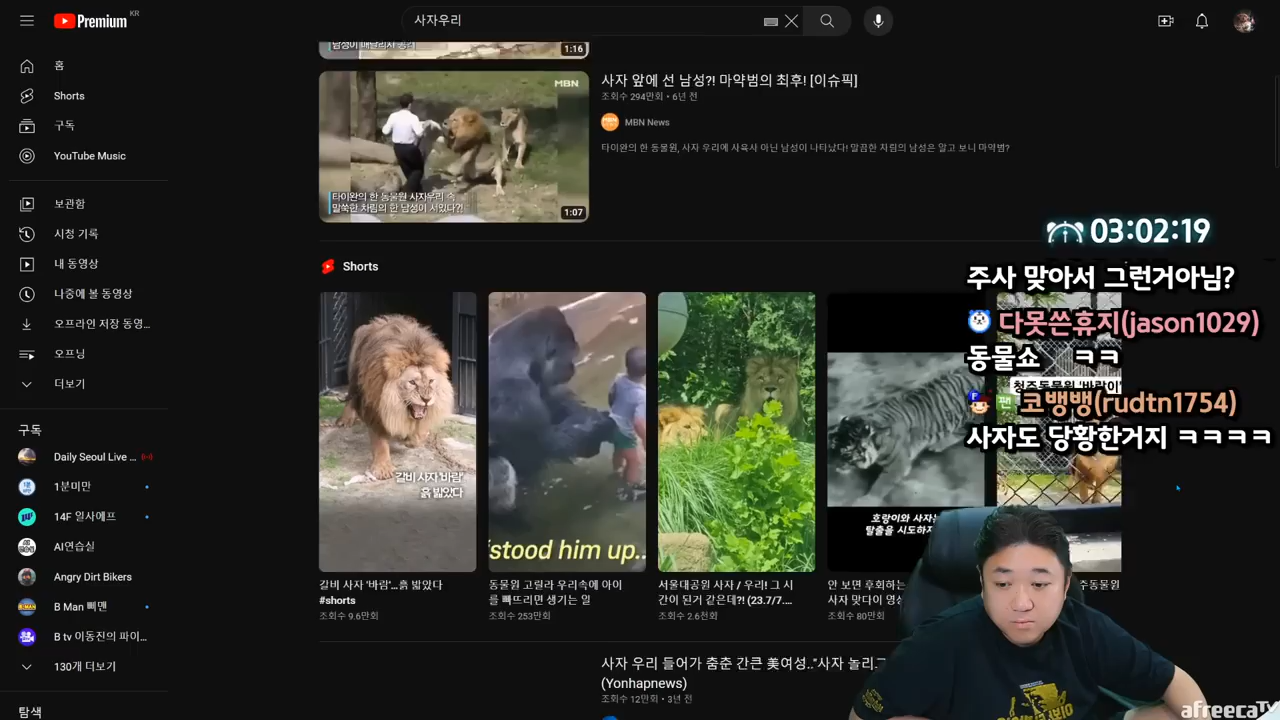 Premium KR
사자우리
홈
Shorts
구독
YouTube Music
보관함
시청 기록
내 동영상
나중에 볼 동영상
오프라인 저장 동영...
오프닝
더보기
구독
Daily Seoul Live ...
1분미만
14F 일사에프
AI연습실
Angry Dirt Bikers
B Man 삐맨
B tv 이동진의 파이...
130개 더보기
탐색
1:16
MBN
타이완의 한 동물원 사자우리 속
말쑥한 차림의 한 남성이 서있다?!
1:07
사자 앞에 선 남성?! 마약범의 최후! [이슈픽]
조회수 294만회 • 6년 전
MBN News
타이완의 한 동물원, 사자 우리에 사육사 아닌 남성이 나타났다! 말끔한 차림의 남성은 알고 보니 마약범?
Shorts
갈비 사자 '바람'
흙 밟았다
갈비 사자 '바람'...흙 밟았다
#shorts
조회수 9.6만회
'stood him up..
동물원 고릴라 우리속에 아이
를 빠뜨리면 생기는 일
조회수 253만회
서울대공원 사자 / 우리! 그 시
간이 된거 같은데?! (23.7/7....
조회수 2.6천회
호랑이와 사자는
탈출을 시도하지
안 보면 후회하는
사자 맞다이 영상
조회수 80만회
청주동물원 '바람이'
주동물원
사자 우리 들어가 춤춘 간큰 美여성.."사자 놀리그
(Yonhapnews)
조회수 12만회 • 3년 전
03:02:19
주사 맞아서 그런거아님?
다못쓴휴지(jason1029)
동물쇼 ㅋㅋ
F 팬 코뱅뱅(rudtn1754)
사자도 당황한거지 ㅋㅋㅋㅋ
afreecaTV